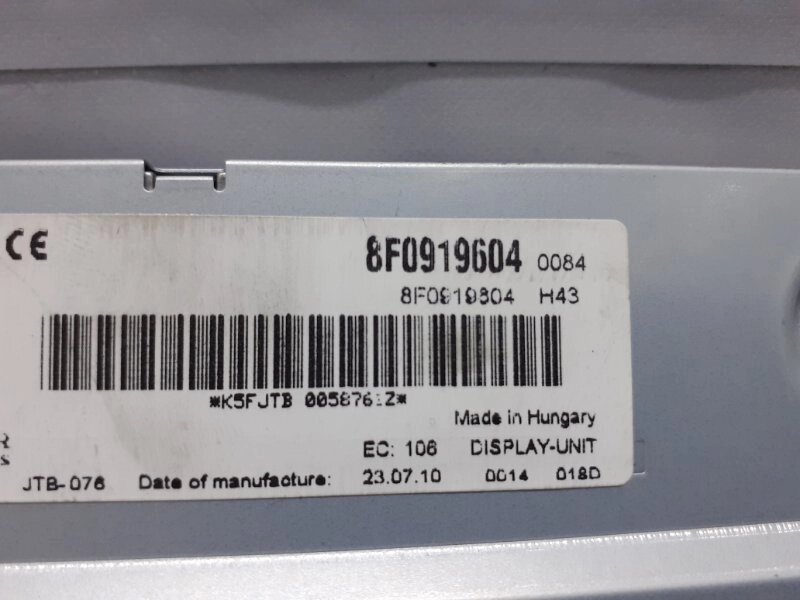 CE
8F0919604 0084
8F0919604 H43
*K5FJTB 00587612*
Made in Hungary
R EC: 106 DISPLAY-UNIT
s
JTB-076 Date of manufacture: 23.07.10 0014 018D